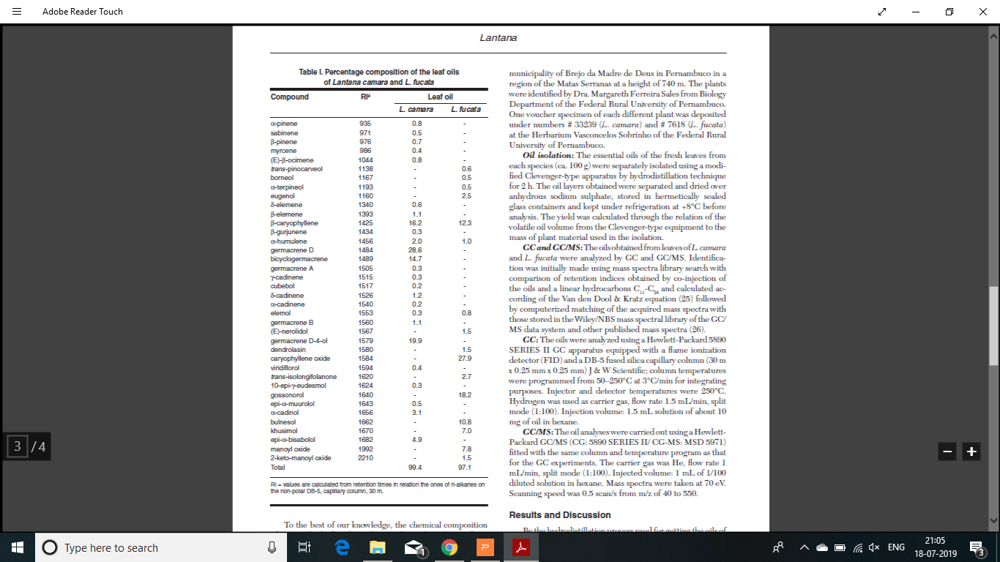 Adobe Reader Touch
Lantana
Table I. Percentage composition of the leaf oils
of Lantana camara and L. fucata
Compound RIª Leaf oil
L. camara L. fucata
α-pinene 935 0.8 -
sabinene 971 0.5 -
β-pinene 976 0.7 -
myrcene 986 0.4 -
(E)-β-ocimene 1044 0.8 -
trans-pinocarveol 1138 - 0.6
borneol 1167 - 0.5
α-terpineol 1193 - 0.5
eugenol 1160 - 2.5
δ-elemene 1340 0.6 -
β-elemene 1393 1.1 -
β-caryophyllene 1425 16.2 12.3
β-gurjunene 1434 0.3 -
α-humulene 1456 2.0 1.0
germacrene D 1484 28.6 -
bicyclogermacrene 1489 14.7 -
germacrene A 1505 0.3 -
γ-cadinene 1515 0.3 -
cubebol 1517 0.2 -
δ-cadinene 1526 1.2 -
α-cadinene 1540 0.2 -
elemol 1553 0.3 0.8
germacrene B 1560 1.1 -
(E)-nerolidol 1567 - 1.5
germacrene D-4-ol 1579 19.9 -
dendrolasin 1580 - 1.5
caryophyllene oxide 1584 - 27.9
viridiflorol 1594 0.4 -
trans-isolongifolanone 1620 - 2.7
10-epi-γ-eudesmol 1624 0.3 -
gossonorol 1640 - 18.2
epi-α-muurolol 1643 0.5 -
α-cadinol 1656 3.1 -
bulnesol 1662 - 10.8
khusimol 1670 - 7.0
epi-α-bisabolol 1682 4.9 -
manoyl oxide 1992 - 7.8
2-keto-manoyl oxide 2210 - 1.5
Total 99.4 97.1
RI = values are calculated from retention times in relation the ones of n-alkanes on
the non-polar DB-5, capillary column, 30 m.
To the best of our knowledge, the chemical composition
municipality of Brejo da Madre de Deus in Pernambuco in a
region of the Matas Serranas at a height of 740 m. The plants
were identified by Dra. Margareth Ferreira Sales from Biology
Department of the Federal Rural University of Pernambuco.
One voucher specimen of each different plant was deposited
under numbers # 33239 (L. camara) and # 7618 (L. fucata)
at the Herbarium Vasconcelos Sobrinho of the Federal Rural
University of Pernambuco.
Oil isolation: The essential oils of the fresh leaves from
each species (ca. 100 g) were separately isolated using a modi-
fied Clevenger-type apparatus by hydrodistillation technique
for 2 h. The oil layers obtained were separated and dried over
anhydrous sodium sulphate, stored in hermetically sealed
glass containers and kept under refrigeration at +8°C before
analysis. The yield was calculated through the relation of the
volatile oil volume from the Clevenger-type equipment to the
mass of plant material used in the isolation.
GC and GC/MS: The oils obtained from leaves of L. camara
and L. fucata were analyzed by GC and GC/MS. Identifica-
tion was initially made using mass spectra library search with
comparison of retention indices obtained by co-injection of
the oils and a linear hydrocarbons C11-C24 and calculated ac-
cording of the Van den Dool & Kratz equation (25) followed
by computerized matching of the acquired mass spectra with
those stored in the Wiley/NBS mass spectral library of the GC/
MS data system and other published mass spectra (26).
GC: The oils were analyzed using a Hewlett-Packard 5890
SERIES II GC apparatus equipped with a flame ionization
detector (FID) and a DB-5 fused silica capillary column (30 m
x 0.25 mm x 0.25 mm) J & W Scientific; column temperatures
were programmed from 50–250°C at 3°C/min for integrating
purposes. Injector and detector temperatures were 250°C.
Hydrogen was used as carrier gas, flow rate 1.5 mL/min, split
mode (1:100). Injection volume: 1.5 mL solution of about 10
mg of oil in hexane.
GC/MS: The oil analyses were carried out using a Hewlett-
Packard GC/MS (CG: 5890 SERIES II/ CG-MS: MSD 5971)
fitted with the same column and temperature program as that
for the GC experiments. The carrier gas was He, flow rate 1
mL/min, split mode (1:100). Injected volume: 1 mL of 1/100
diluted solution in hexane. Mass spectra were taken at 70 eV.
Scanning speed was 0.5 scan/s from m/z of 40 to 550.
Results and Discussion
By the hydrodistillation process used for getting the oils of
3 / 4
Type here to search
1
ENG
21:05
18-07-2019
3